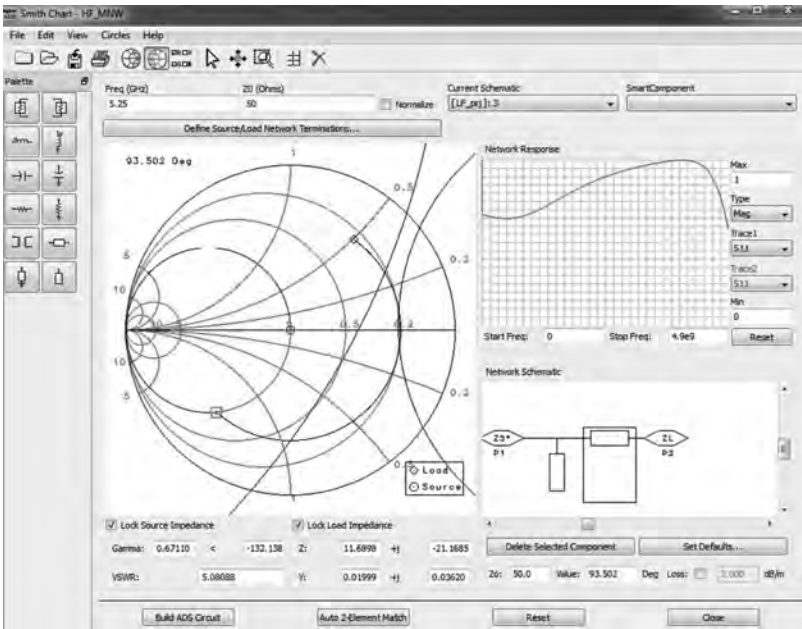 Smith Chart - HF_MNW
File Edit View Circles Help
Palette
Freq (GHz) Z0 (Ohms) Current Schematic SmartComponent
5.25 50 Normalize [LF_prj]:3
Define Source/Load Network Terminations...
93.502 Deg
1
0.5
0.2
5
10
0.5 0.2
10
5
0.2
0.5
1
Load
Source
Network Response
Max
1
Type
Mag
Trace1
S11
Trace2
S11
Min
0
Start Freq: 0 Stop Freq: 4.9e9 Reset
Network Schematic
ZS*
P1
ZL
P2
Lock Source Impedance Lock Load Impedance
Gamma: 0.67110 < -132.138 Z: 11.6898 +j -21.1685
VSWR: 5.08088 Y: 0.01999 +j 0.03620
Delete Selected Component Set Defaults...
Z0: 50.0 Value: 93.502 Deg Loss: dB/m
Build ADS Circuit Auto 2-Element Match Reset Close